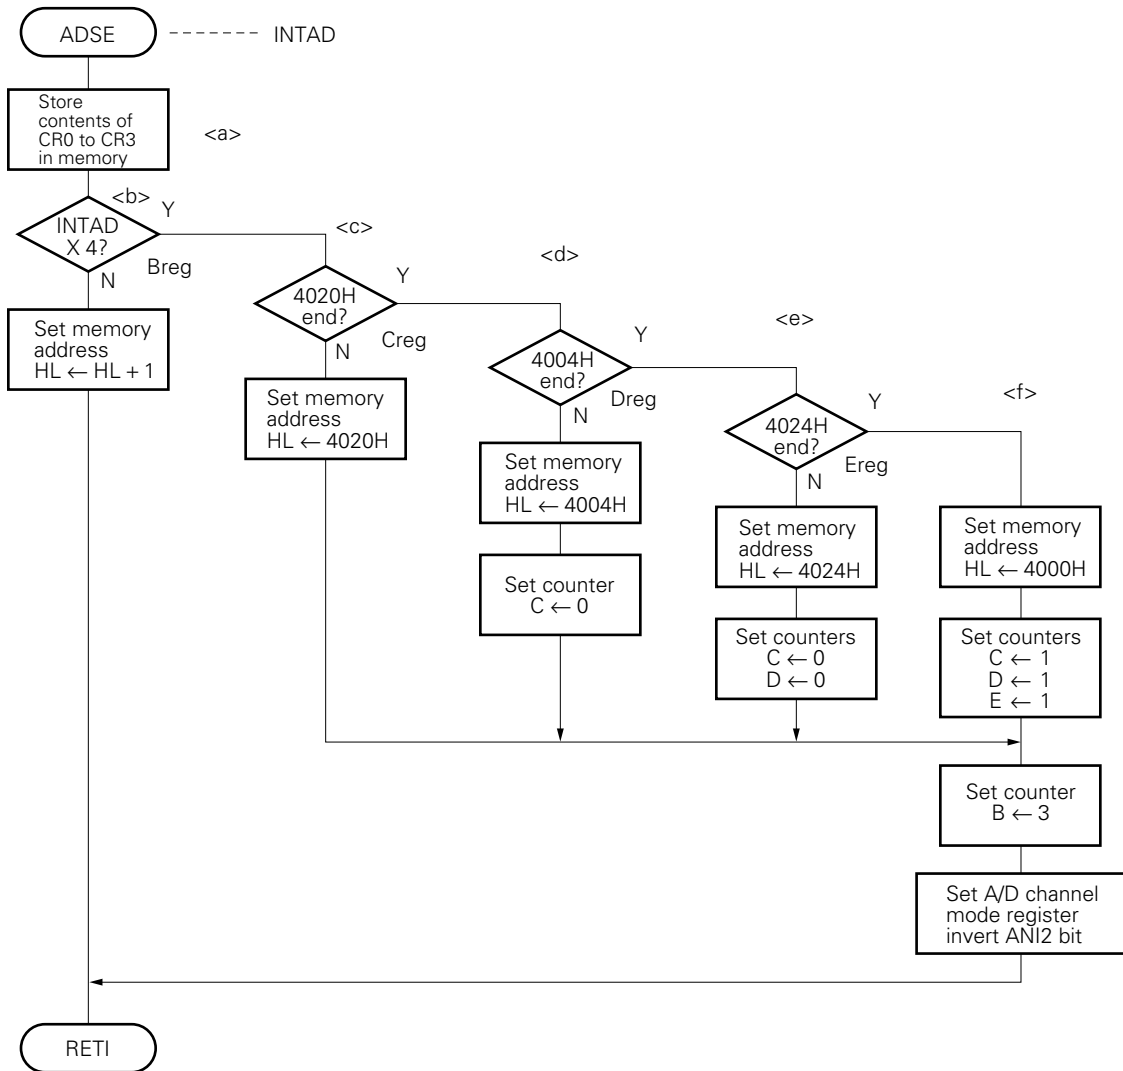 ADSE
INTAD
Store
contents of
CR0 to CR3
in memory
<a>
<b>
Y
INTAD
X 4?
N
Breg
Set memory
address
HL ← HL + 1
<c>
Y
4020H
end?
N
Creg
Set memory
address
HL ← 4020H
<d>
Y
4004H
end?
N
Dreg
Set memory
address
HL ← 4004H
Set counter
C ← 0
<e>
Y
4024H
end?
N
Ereg
Set memory
address
HL ← 4024H
Set counters
C ← 0
D ← 0
<f>
Set memory
address
HL ← 4000H
Set counters
C ← 1
D ← 1
E ← 1
Set counter
B ← 3
Set A/D channel
mode register
invert ANI2 bit
RETI